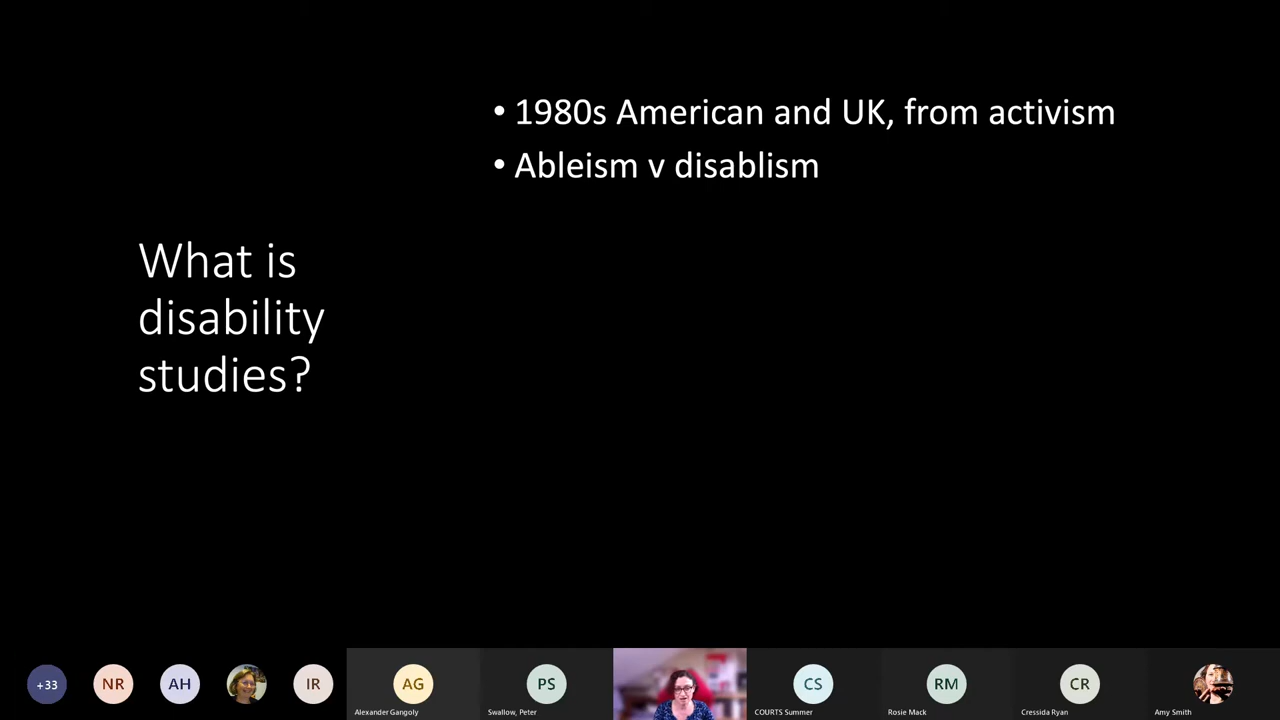 • 1980s American and UK, from activism
• Ableism v disablism
What is
disability
studies?
+33
NR
AH
IR
AG
Alexander Gangoly
PS
Swallow, Peter
CS
COURTS Summer
RM
Rosie Mack
CR
Cressida Ryan
Amy Smith